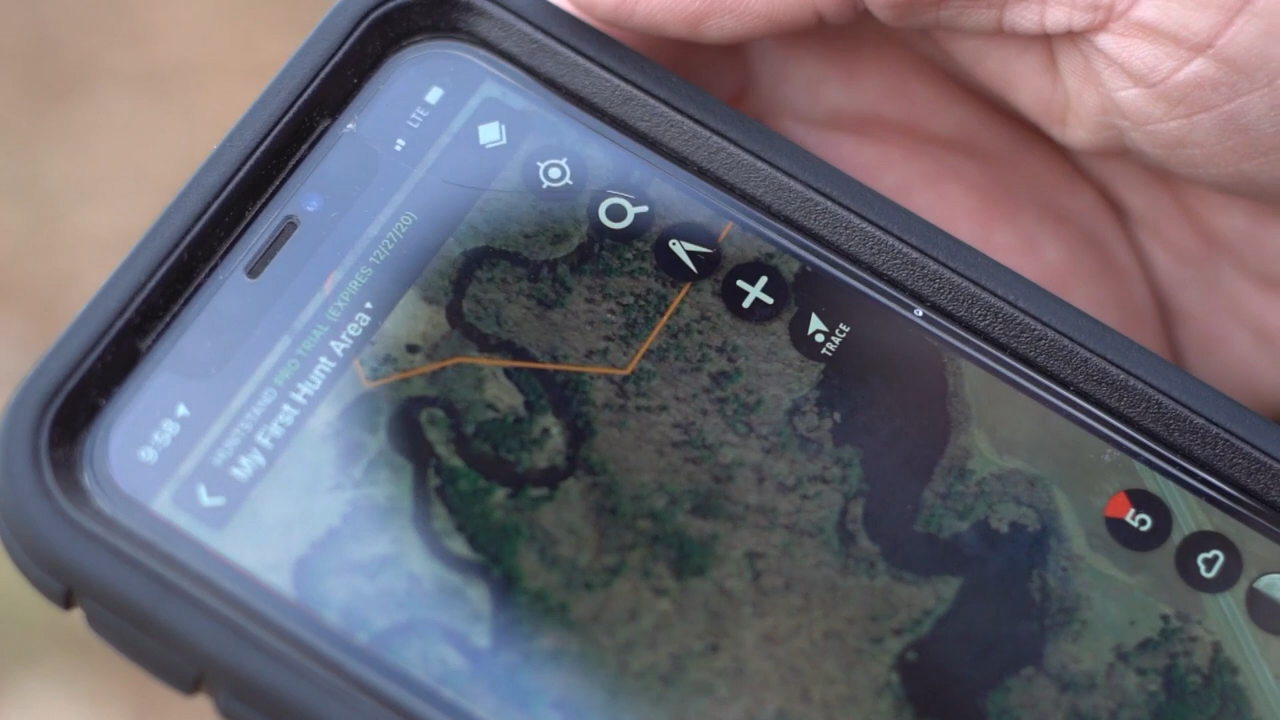 9:58
LTE
HUNTSTAND PRO TRIAL (EXPIRES 12/27/20)
My First Hunt Area
TRACE
5